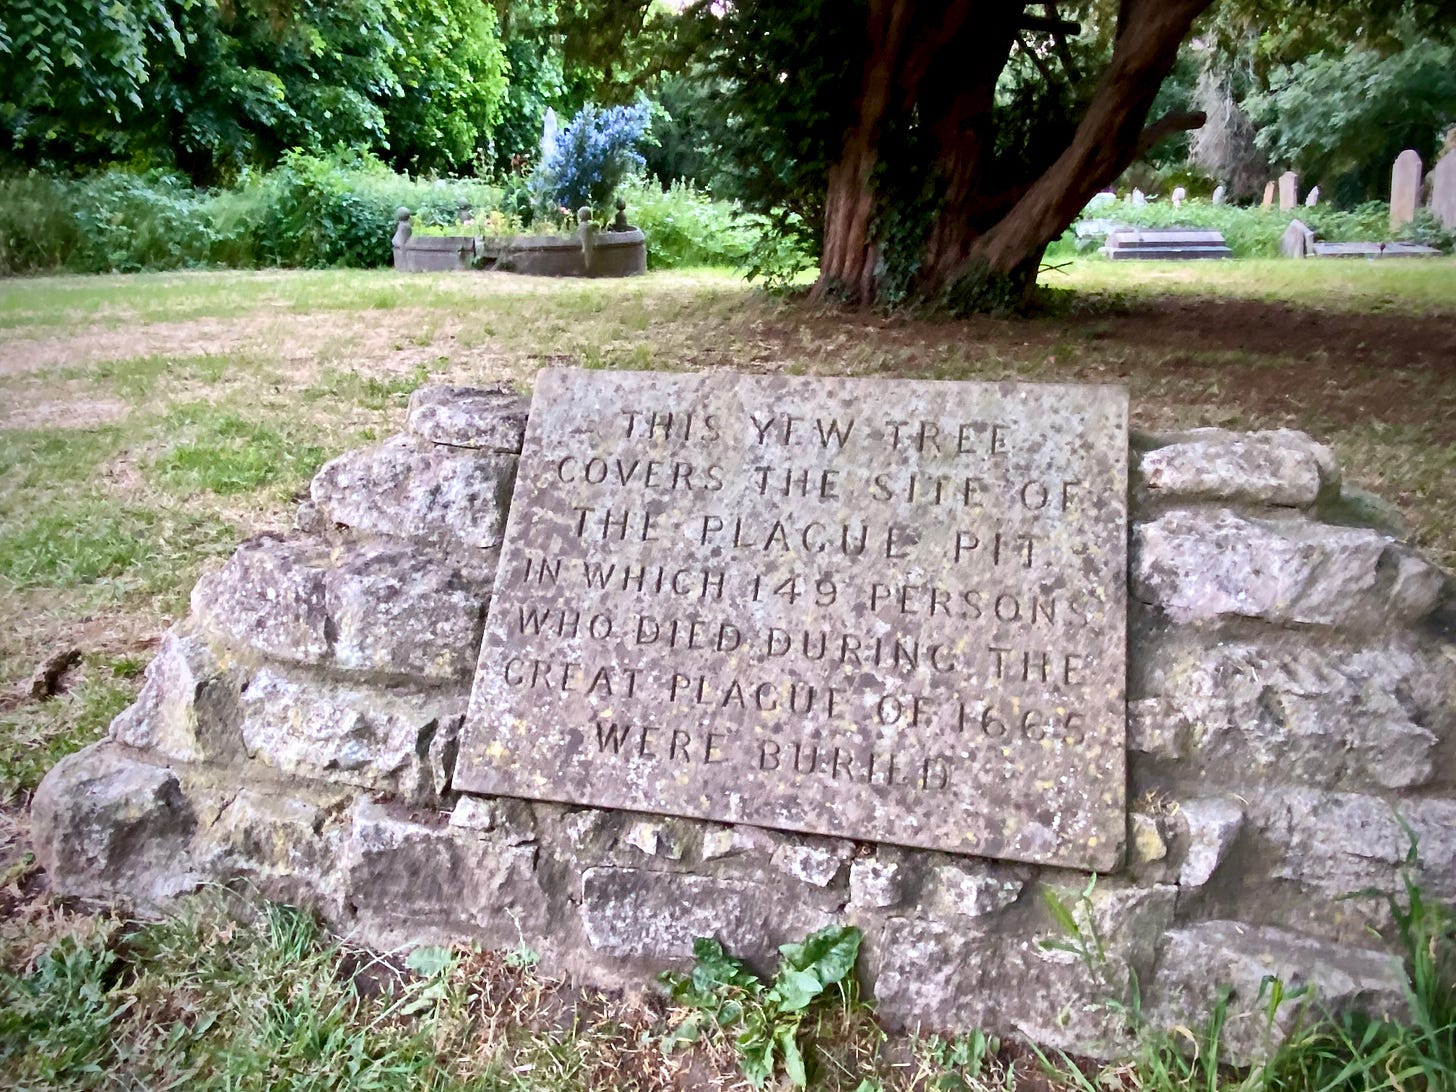 THIS YEW TREE
COVERS THE SITE OF
THE PLAGUE PIT
IN WHICH 149 PERSONS
WHO DIED DURING THE
GREAT PLAGUE OF 1665
WERE BURIED